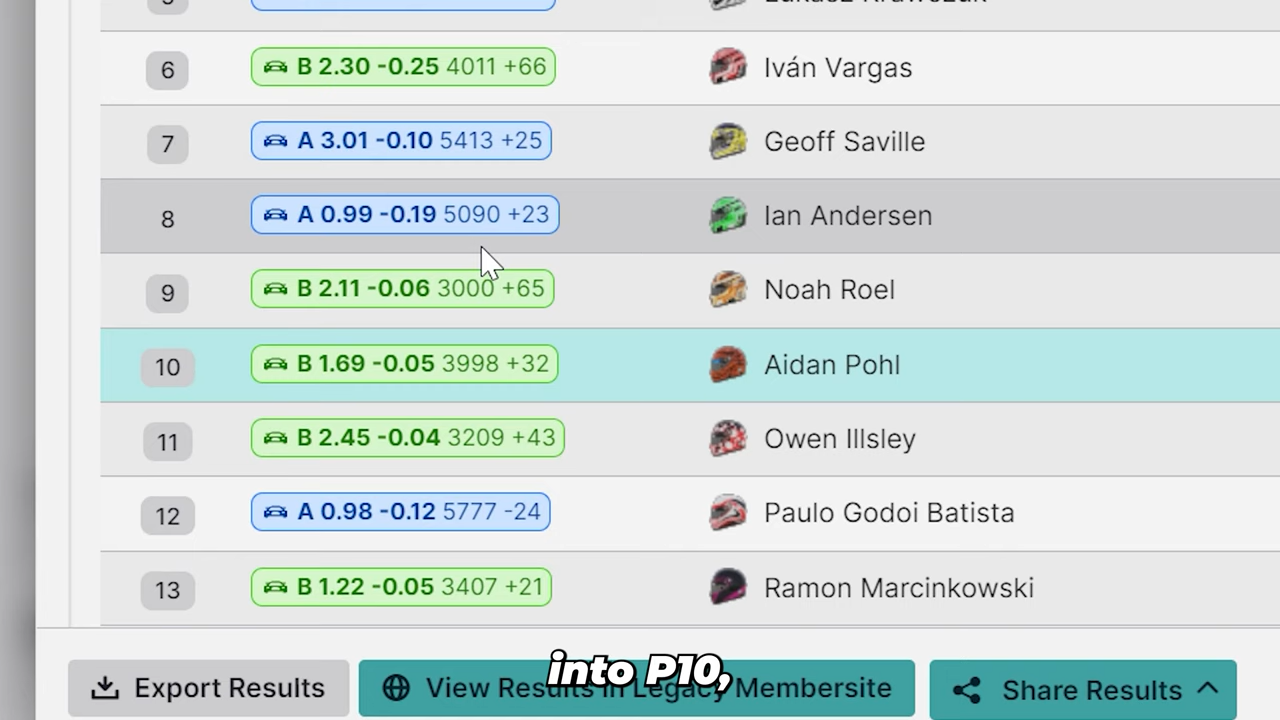 6 B 2.30 -0.25 4011 +66 Iván Vargas
7 A 3.01 -0.10 5413 +25 Geoff Saville
8 A 0.99 -0.19 5090 +23 Ian Andersen
9 B 2.11 -0.06 3000 +65 Noah Roel
10 B 1.69 -0.05 3998 +32 Aidan Pohl
11 B 2.45 -0.04 3209 +43 Owen Illsley
12 A 0.98 -0.12 5777 -24 Paulo Godoi Batista
13 B 1.22 -0.05 3407 +21 Ramon Marcinkowski
into P10,
Export Results View Results in Legacy Membersite Share Results